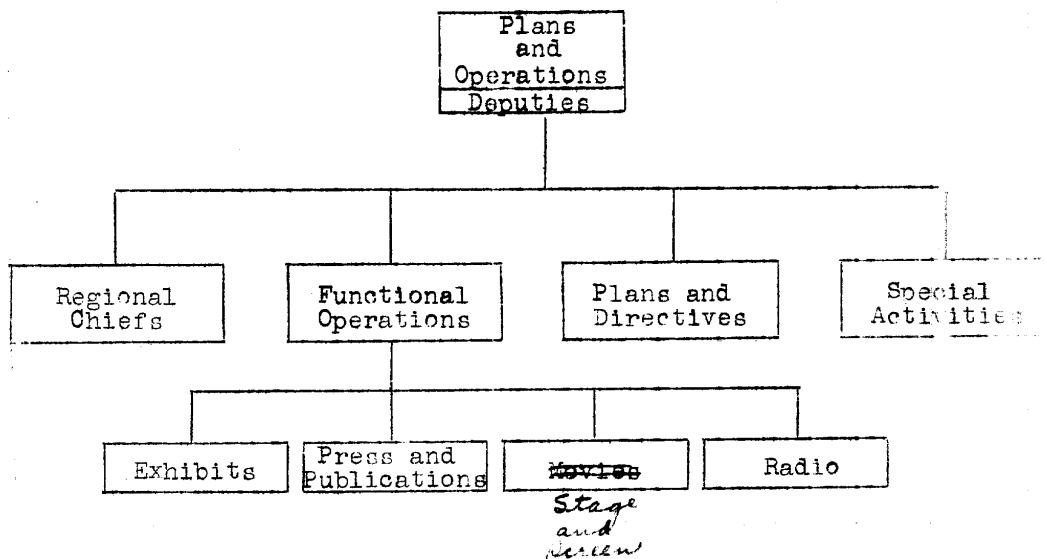 Plans
and
Operations
Deputies
Regional
Chiefs
Functional
Operations
Plans and
Directives
Special
Activities
Exhibits
Press and
Publications
Movies
Radio
Stage
and
Screen